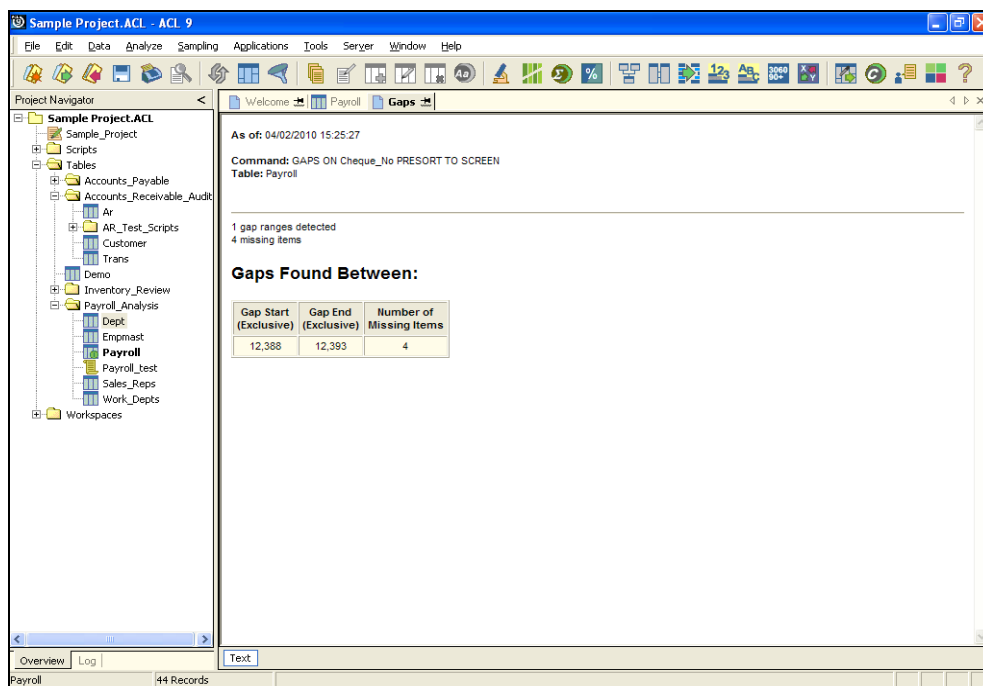 Sample Project.ACL - ACL 9
File Edit Data Analyze Sampling Applications Tools Server Window Help
Project Navigator <
Welcome Payroll Gaps
Sample Project.ACL
Sample_Project
Scripts
Tables
Accounts_Payable
Accounts_Receivable_Audit
Ar
AR_Test_Scripts
Customer
Trans
Demo
Inventory_Review
Payroll_Analysis
Dept
Empmast
Payroll
Payroll_test
Sales_Reps
Work_Depts
Workspaces
As of: 04/02/2010 15:25:27
Command: GAPS ON Cheque_No PRESORT TO SCREEN
Table: Payroll
1 gap ranges detected
4 missing items
Gaps Found Between:
Gap Start (Exclusive) Gap End (Exclusive) Number of Missing Items
12,388 12,393 4
Overview Log
Text
Payroll 44 Records